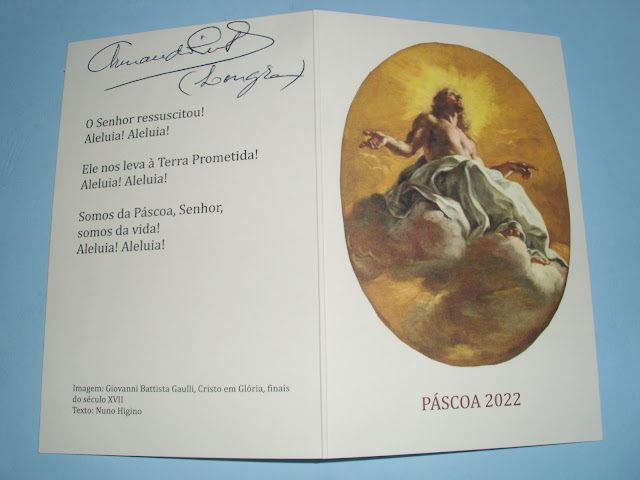 (Longra)
O Senhor ressuscitou!
Aleluia! Aleluia!
Ele nos leva à Terra Prometida!
Aleluia! Aleluia!
Somos da Páscoa, Senhor,
somos da vida!
Aleluia! Aleluia!
Imagem: Giovanni Battista Gaulli, Cristo em Glória, finais
do século XVII
Texto: Nuno Higino
PÁSCOA 2022